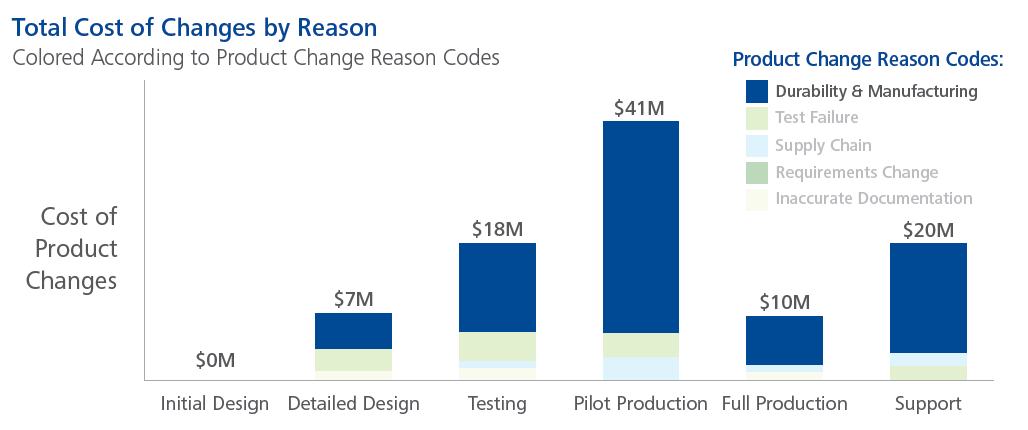 Total Cost of Changes by Reason
Colored According to Product Change Reason Codes
Product Change Reason Codes:
Durability & Manufacturing
Test Failure
Supply Chain
Requirements Change
Inaccurate Documentation
Cost of
Product
Changes
$0M
$7M
$18M
$41M
$10M
$20M
Initial Design
Detailed Design
Testing
Pilot Production
Full Production
Support